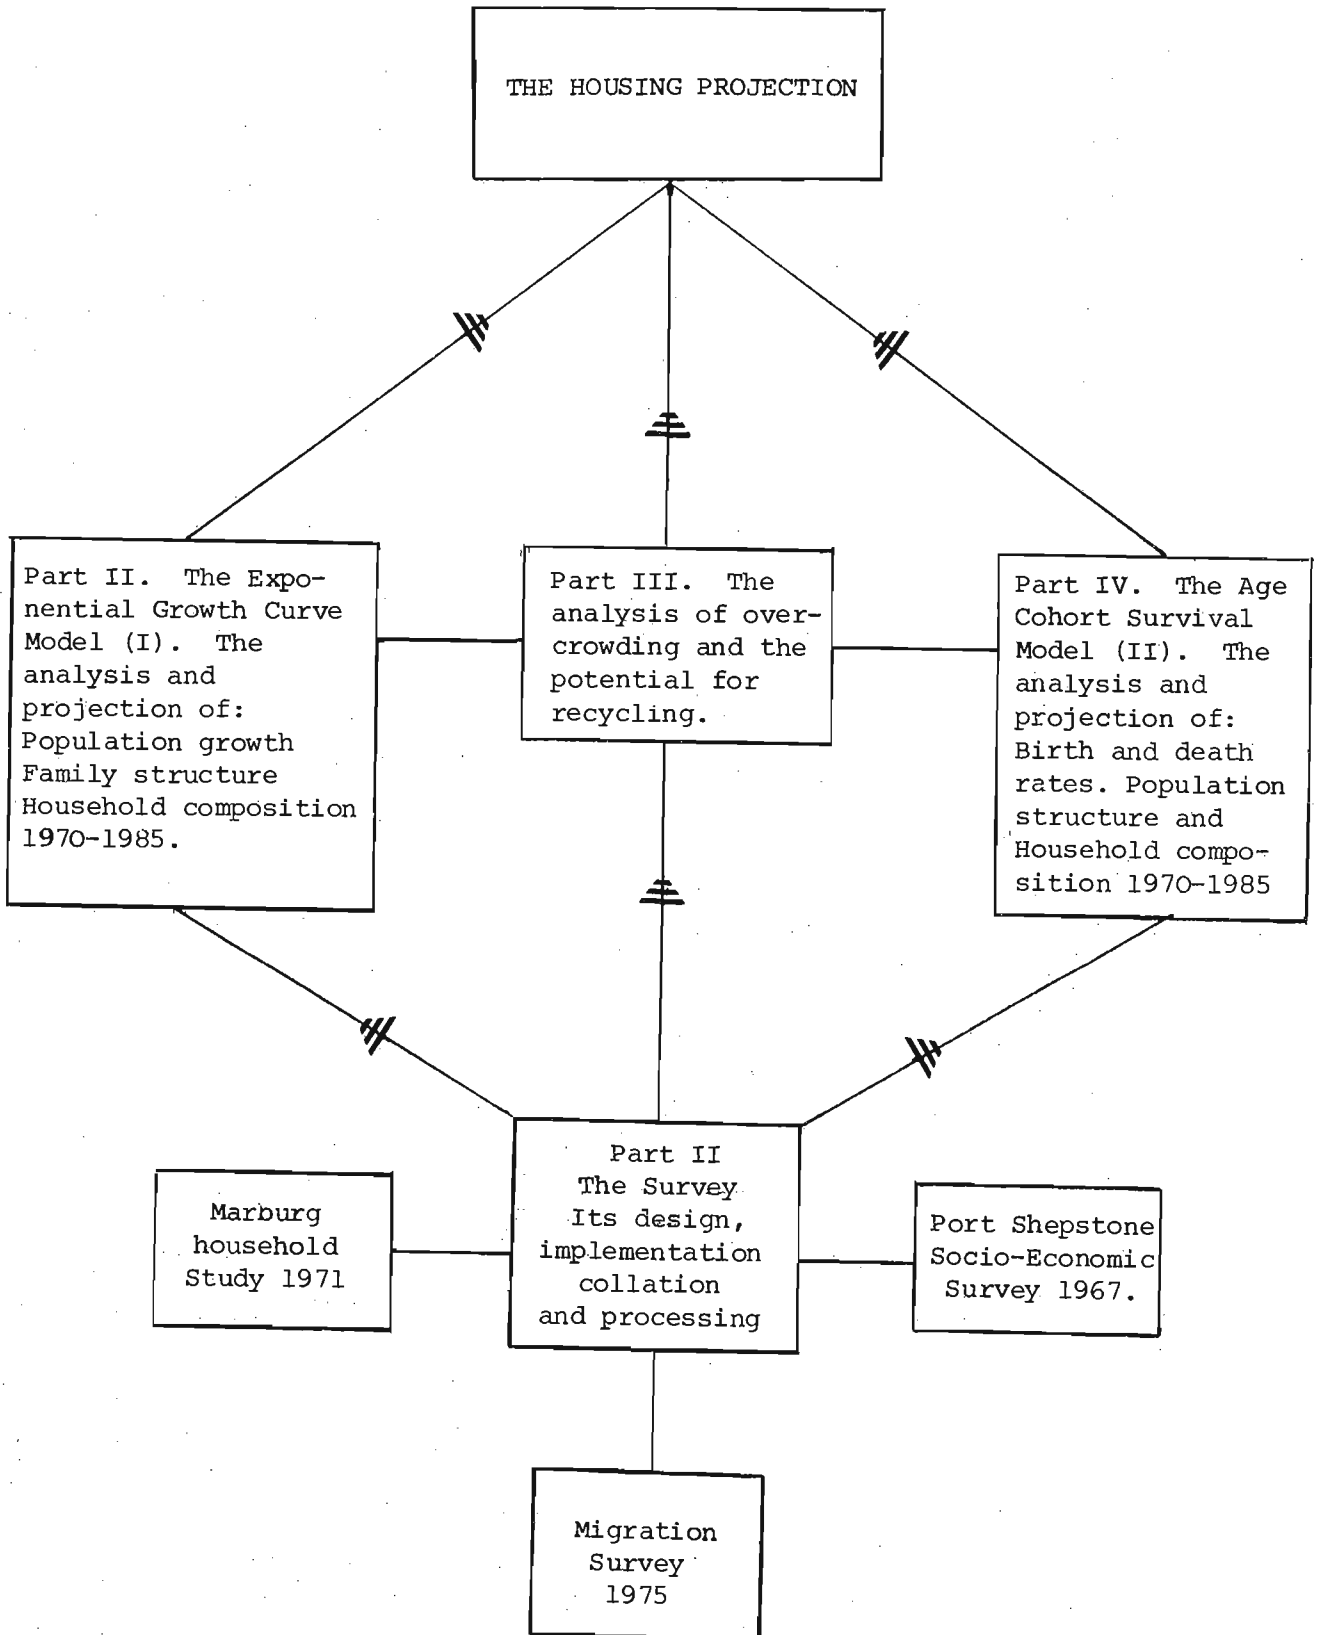 THE HOUSING PROJECTION
Part II. The Expo-
nential Growth Curve
Model (I). The
analysis and
projection of:
Population growth
Family structure
Household composition
1970-1985.
Part III. The
analysis of over-
crowding and the
potential for
recycling.
Part IV. The Age
Cohort Survival
Model (II). The
analysis and
projection of:
Birth and death
rates. Population
structure and
Household compo-
sition 1970-1985
Marburg
household
Study 1971
Part II
The Survey
Its design,
implementation
collation
and processing
Port Shepstone
Socio-Economic
Survey 1967.
Migration
Survey
1975